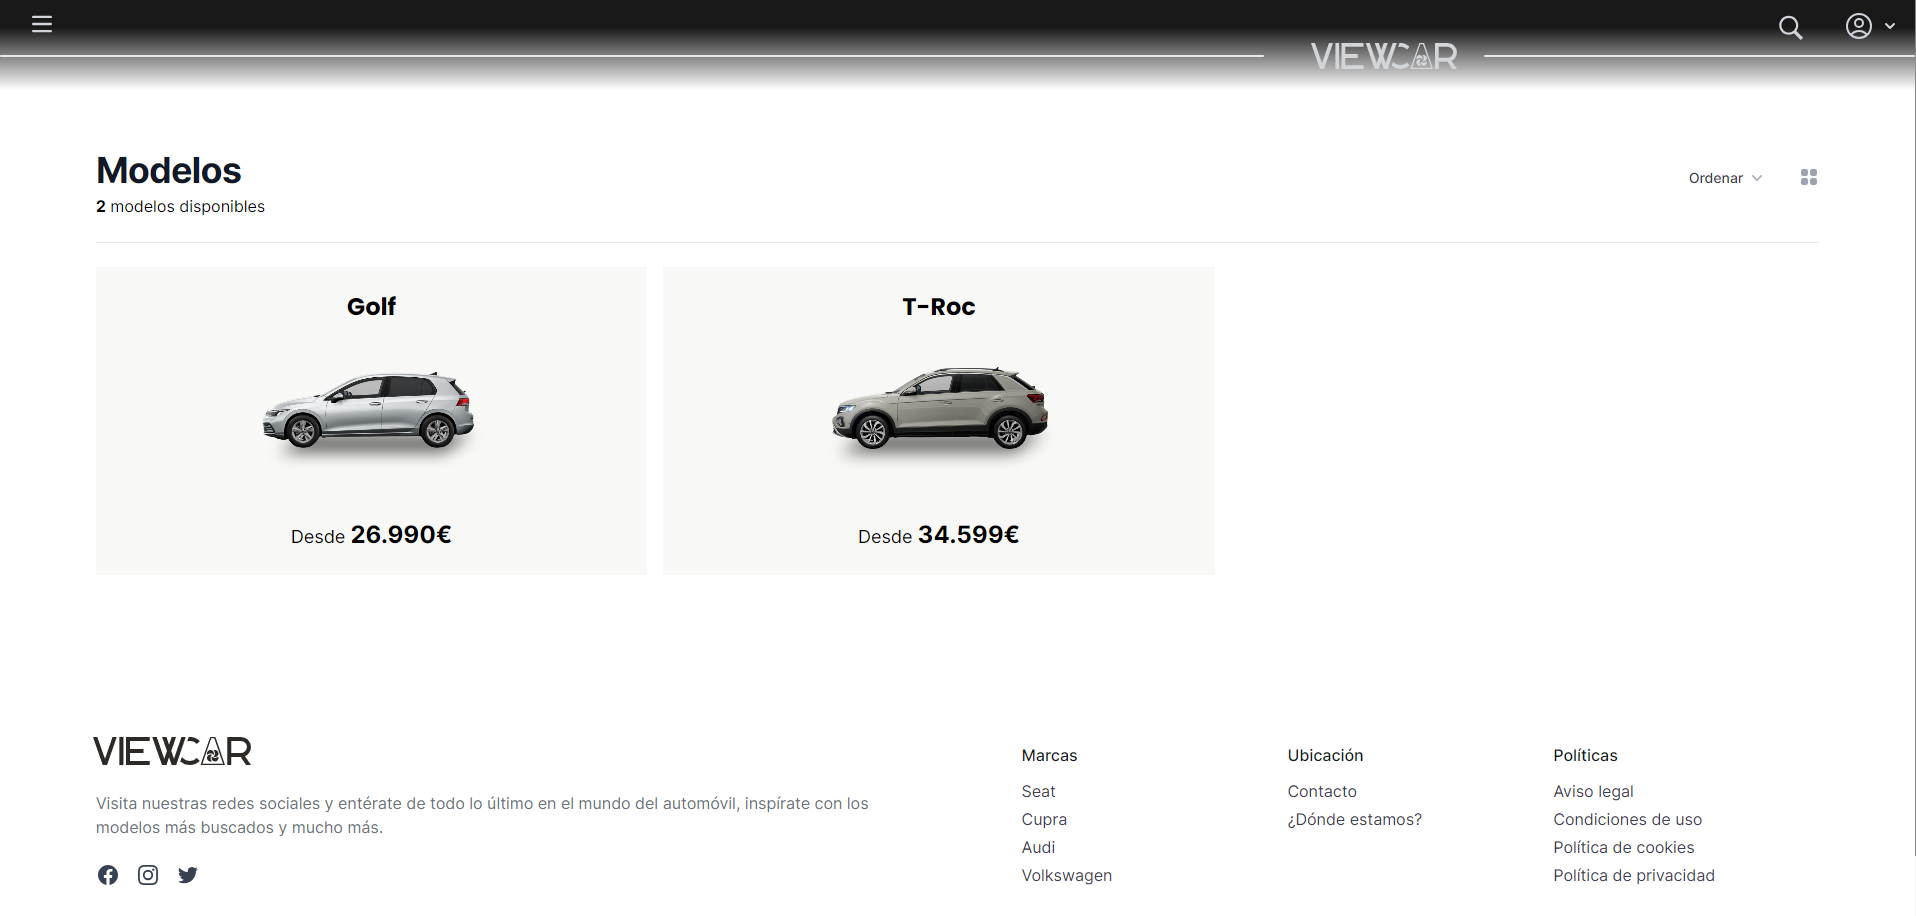 VIEWCAR
Modelos
2 modelos disponibles
Ordenar
Golf
Desde 26.990€
T-Roc
Desde 34.599€
VIEWCAR
Visita nuestras redes sociales y entérate de todo lo último en el mundo del automóvil, inspírate con los
modelos más buscados y mucho más.
Marcas
Seat
Cupra
Audi
Volkswagen
Ubicación
Contacto
¿Dónde estamos?
Políticas
Aviso legal
Condiciones de uso
Política de cookies
Política de privacidad